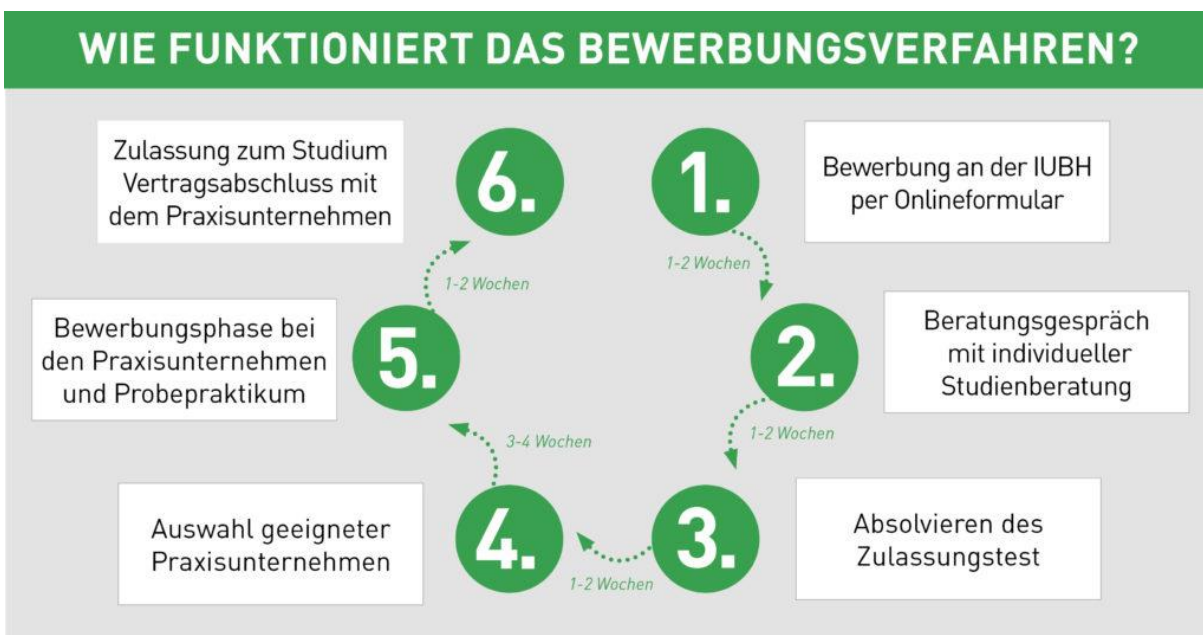 WIE FUNKTIONIERT DAS BEWERBUNGSVERFAHREN?
1.
Bewerbung an der IUBH
per Onlineformular
1-2 Wochen
2.
Beratungsgespräch
mit individueller
Studienberatung
1-2 Wochen
3.
Absolvieren des
Zulassungstest
1-2 Wochen
4.
Auswahl geeigneter
Praxisunternehmen
3-4 Wochen
5.
Bewerbungsphase bei
den Praxisunternehmen
und Probepraktikum
1-2 Wochen
6.
Zulassung zum Studium
Vertragsabschluss mit
dem Praxisunternehmen